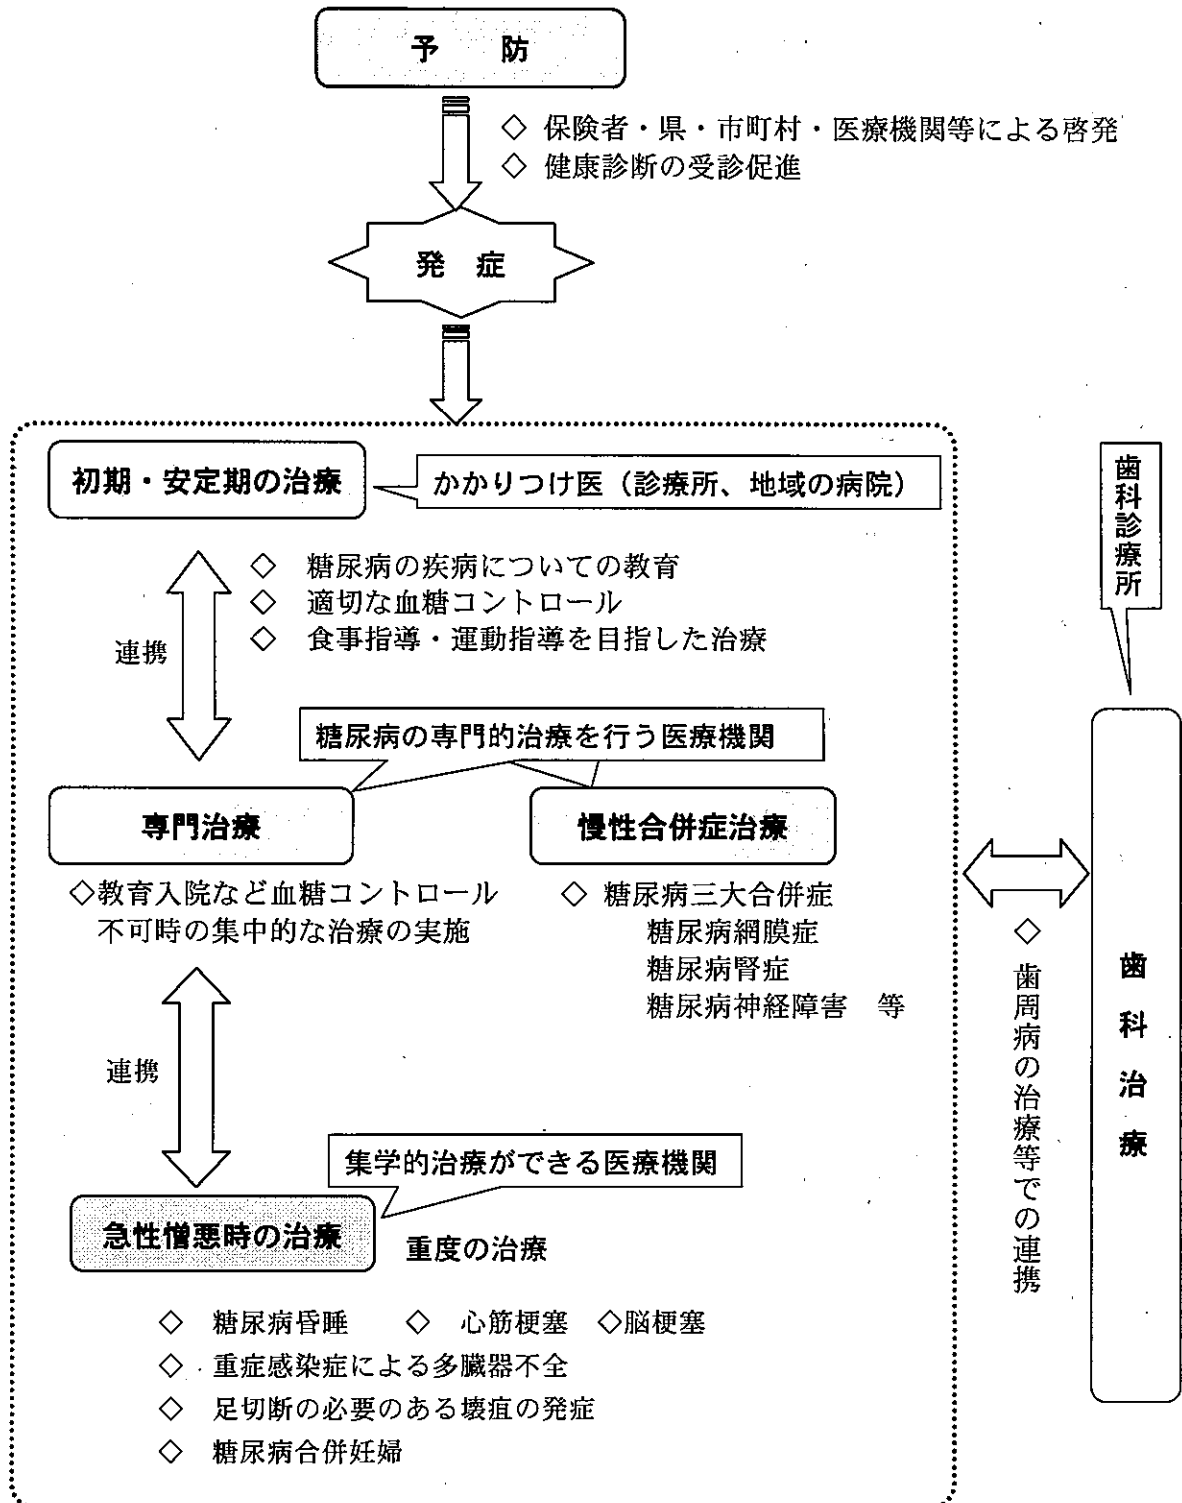 予　防
◇ 保険者・県・市町村・医療機関等による啓発
◇ 健康診断の受診促進
発 症
初期・安定期の治療
かかりつけ医（診療所、地域の病院）
◇ 糖尿病の疾病についての教育
◇ 適切な血糖コントロール
◇ 食事指導・運動指導を目指した治療
連携
糖尿病の専門的治療を行う医療機関
専門治療
◇教育入院など血糖コントロール
不可時の集中的な治療の実施
慢性合併症治療
◇ 糖尿病三大合併症
糖尿病網膜症
糖尿病腎症
糖尿病神経障害　等
連携
集学的治療ができる医療機関
急性憎悪時の治療
重度の治療
◇ 糖尿病昏睡　◇ 心筋梗塞　◇脳梗塞
◇ 重症感染症による多臓器不全
◇ 足切断の必要のある壊疽の発症
◇ 糖尿病合併妊婦
◇ 歯周病の治療等での連携
歯科診療所
歯科治療